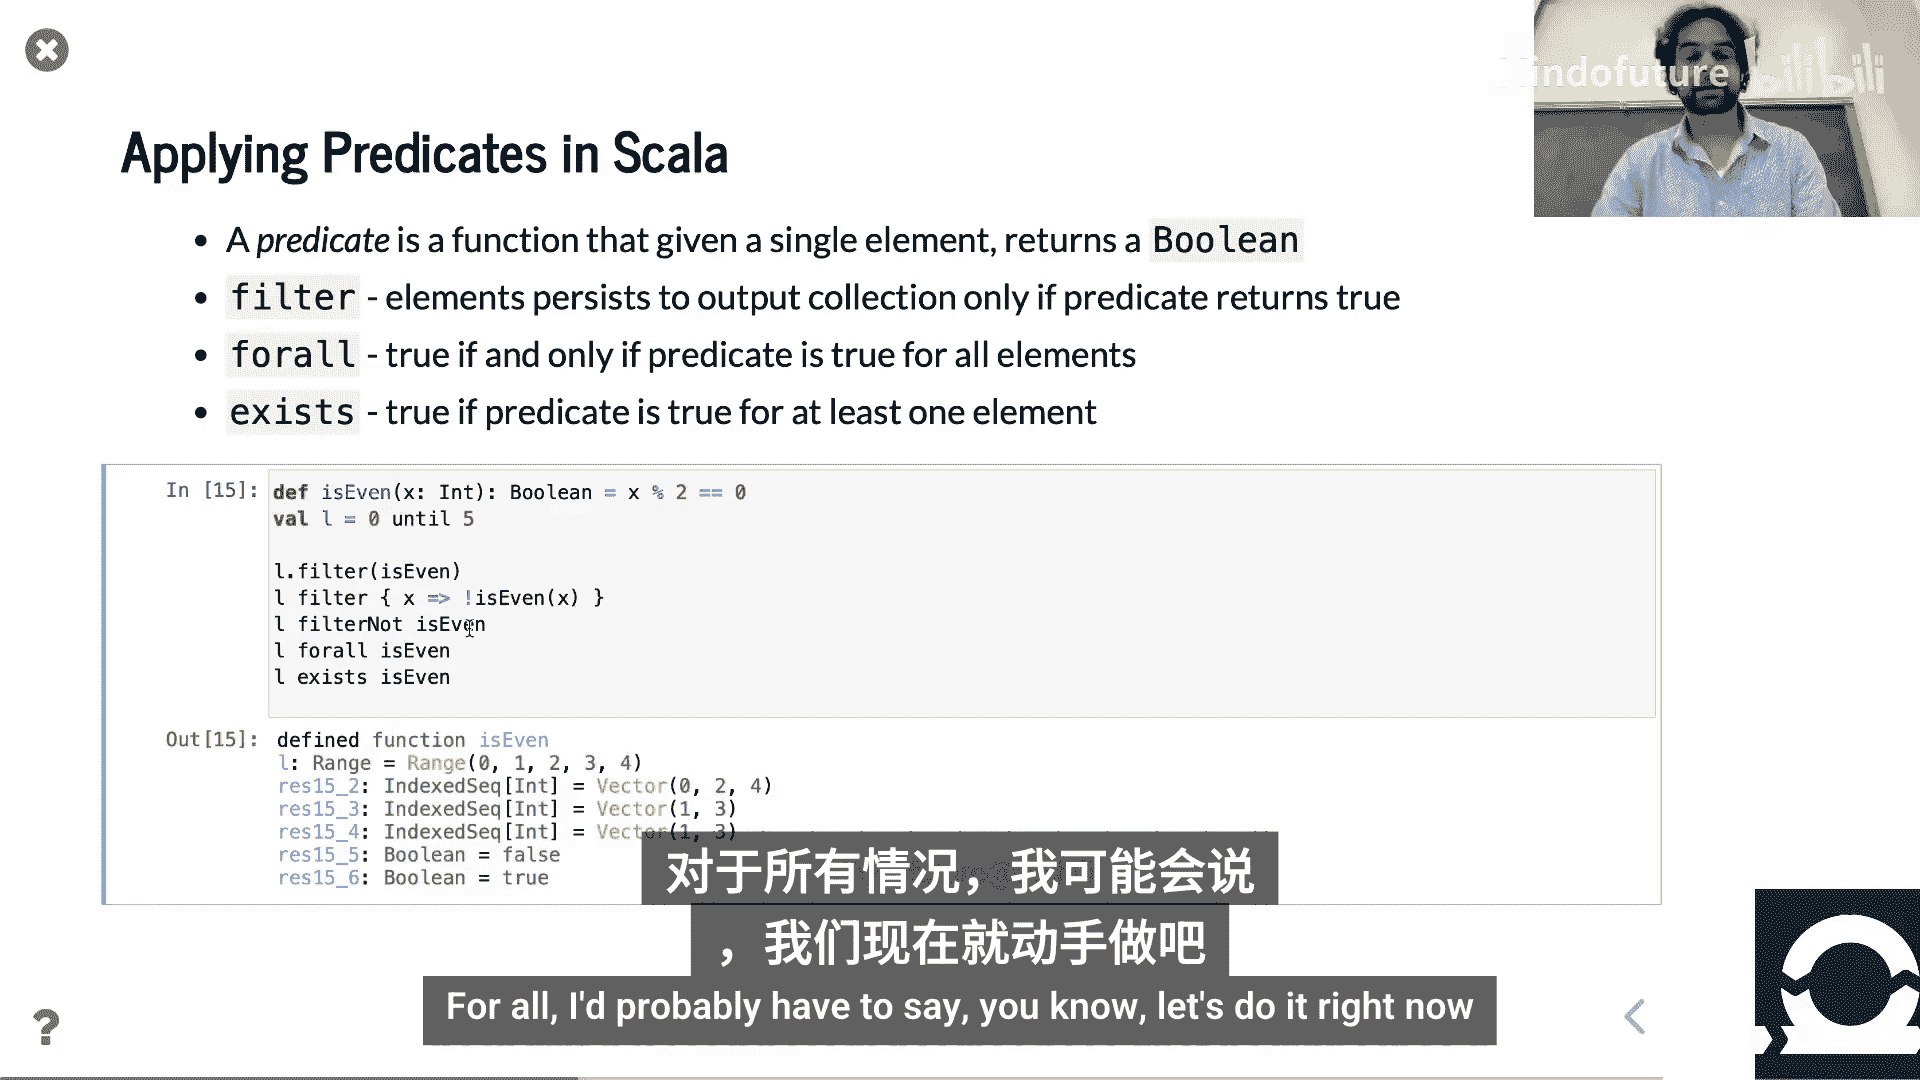 indofuture bilibili
Applying Predicates in Scala
• A predicate is a function that given a single element, returns a Boolean
• filter - elements persists to output collection only if predicate returns true
• forall - true if and only if predicate is true for all elements
• exists - true if predicate is true for at least one element
In [15]: def isEven(x: Int): Boolean = x % 2 == 0
val l = 0 until 5
l.filter(isEven)
l filter { x => !isEven(x) }
l filterNot isEven
l forall isEven
l exists isEven
Out[15]: defined function isEven
l: Range = Range(0, 1, 2, 3, 4)
res15_2: IndexedSeq[Int] = Vector(0, 2, 4)
res15_3: IndexedSeq[Int] = Vector(1, 3)
res15_4: IndexedSeq[Int] = Vector(1, 3)
res15_5: Boolean = false
res15_6: Boolean = true
对于所有情况，我可能会说
，我们现在就动手做吧
For all, I'd probably have to say, you know, let's do it right now
?